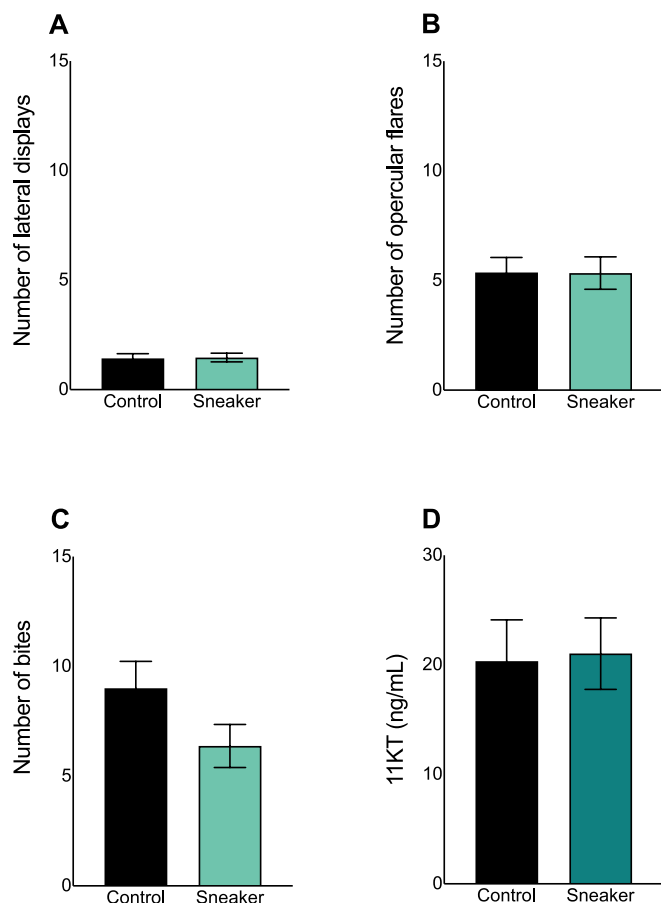 A
Number of lateral displays
15
10
5
0
Control Sneaker
B
Number of opercular flares
15
10
5
0
Control Sneaker
C
Number of bites
15
10
5
0
Control Sneaker
D
11KT (ng/mL)
30
20
10
0
Control Sneaker